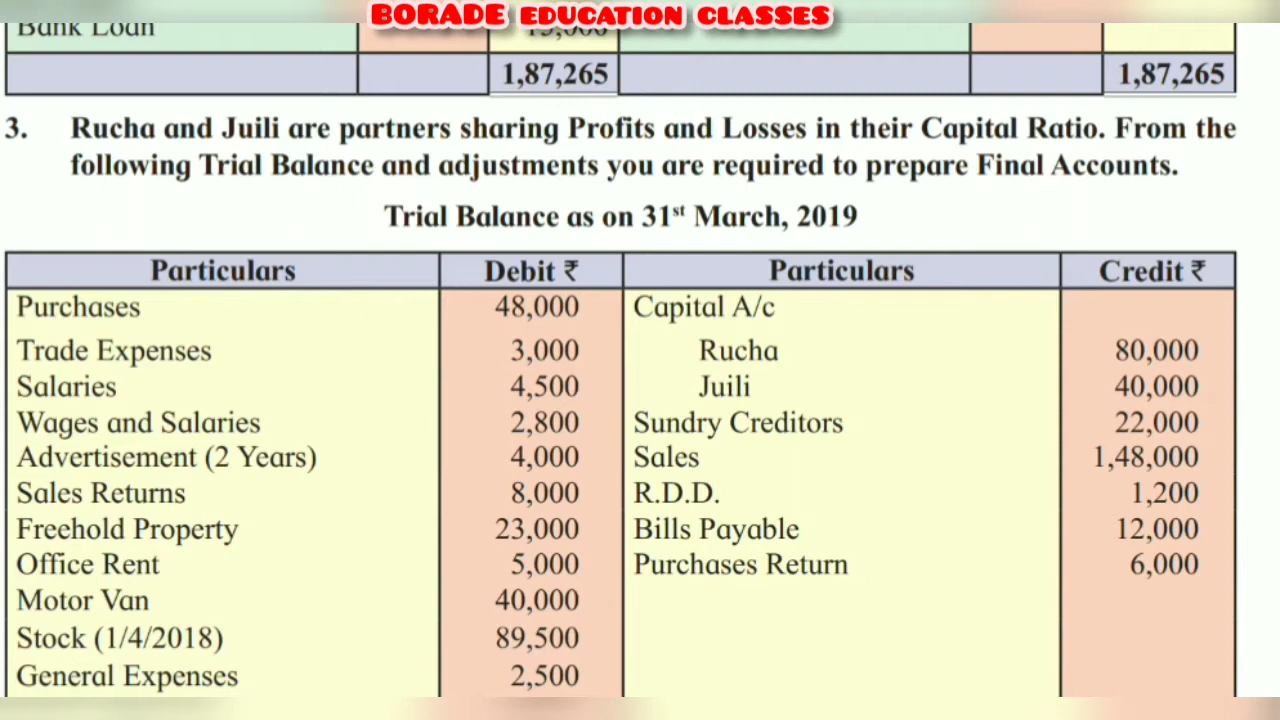 BORADE EDUCATION CLASSES
Bank Loan 15,000
1,87,265 1,87,265
3. Rucha and Juili are partners sharing Profits and Losses in their Capital Ratio. From the
following Trial Balance and adjustments you are required to prepare Final Accounts.
Trial Balance as on 31st March, 2019
Particulars Debit ₹ Particulars Credit ₹
Purchases 48,000 Capital A/c
Trade Expenses 3,000 Rucha 80,000
Salaries 4,500 Juili 40,000
Wages and Salaries 2,800 Sundry Creditors 22,000
Advertisement (2 Years) 4,000 Sales 1,48,000
Sales Returns 8,000 R.D.D. 1,200
Freehold Property 23,000 Bills Payable 12,000
Office Rent 5,000 Purchases Return 6,000
Motor Van 40,000
Stock (1/4/2018) 89,500
General Expenses 2,500